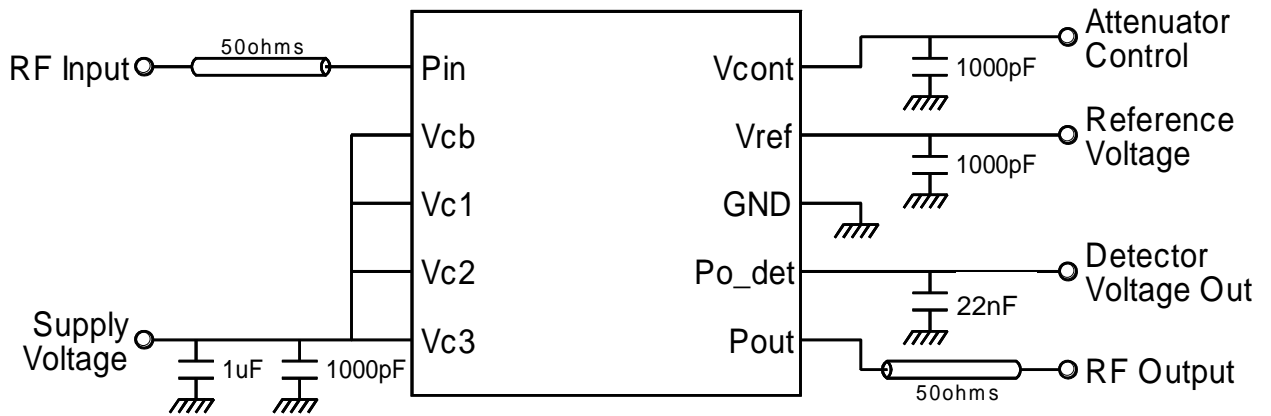 RF Input
50ohms
Pin
Vcb
Vc1
Vc2
Vc3
Supply
Voltage
1uF
1000pF
Vcont
Vref
GND
Po_det
Pout
1000pF
Attenuator
Control
1000pF
Reference
Voltage
22nF
Detector
Voltage Out
50ohms
RF Output